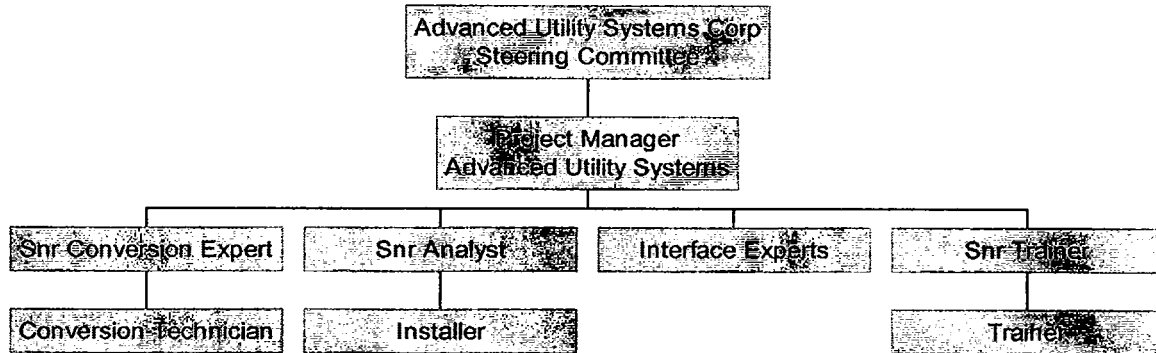 Advanced Utility Systems Corp
Steering Committee
Project Manager
Advanced Utility Systems
Snr Conversion Expert
Snr Analyst
Interface Experts
Snr Trainer
Conversion Technician
Installer
Trainer